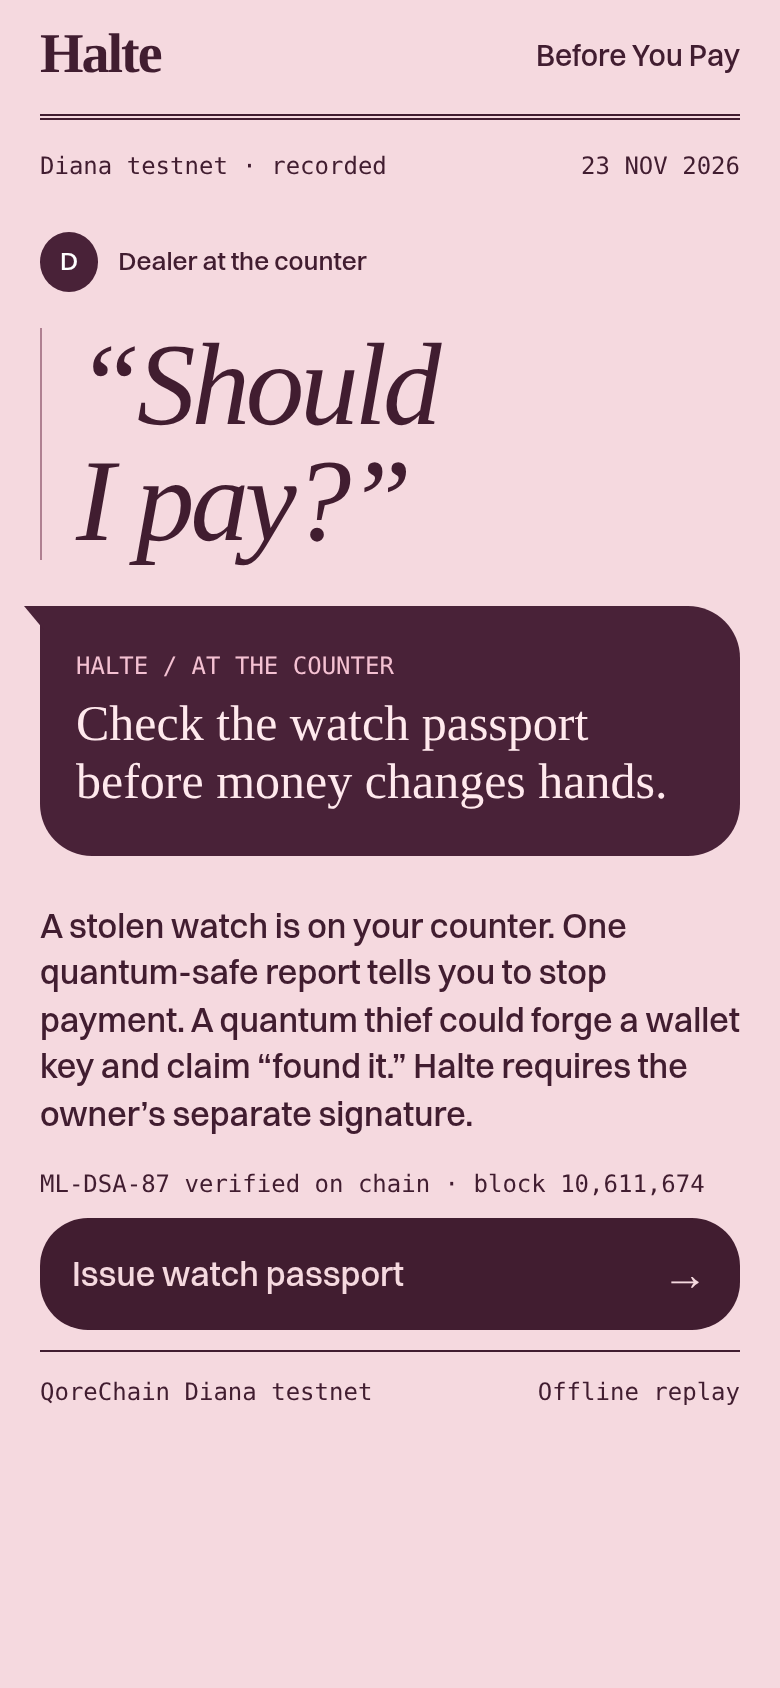 Halte
Before You Pay
Diana testnet · recorded
23 NOV 2026
D
Dealer at the counter
“Should
I pay?”
HALTE / AT THE COUNTER
Check the watch passport
before money changes hands.
A stolen watch is on your counter. One
quantum-safe report tells you to stop
payment. A quantum thief could forge a wallet
key and claim “found it.” Halte requires the
owner’s separate signature.
ML-DSA-87 verified on chain · block 10,611,674
Issue watch passport →
QoreChain Diana testnet
Offline replay